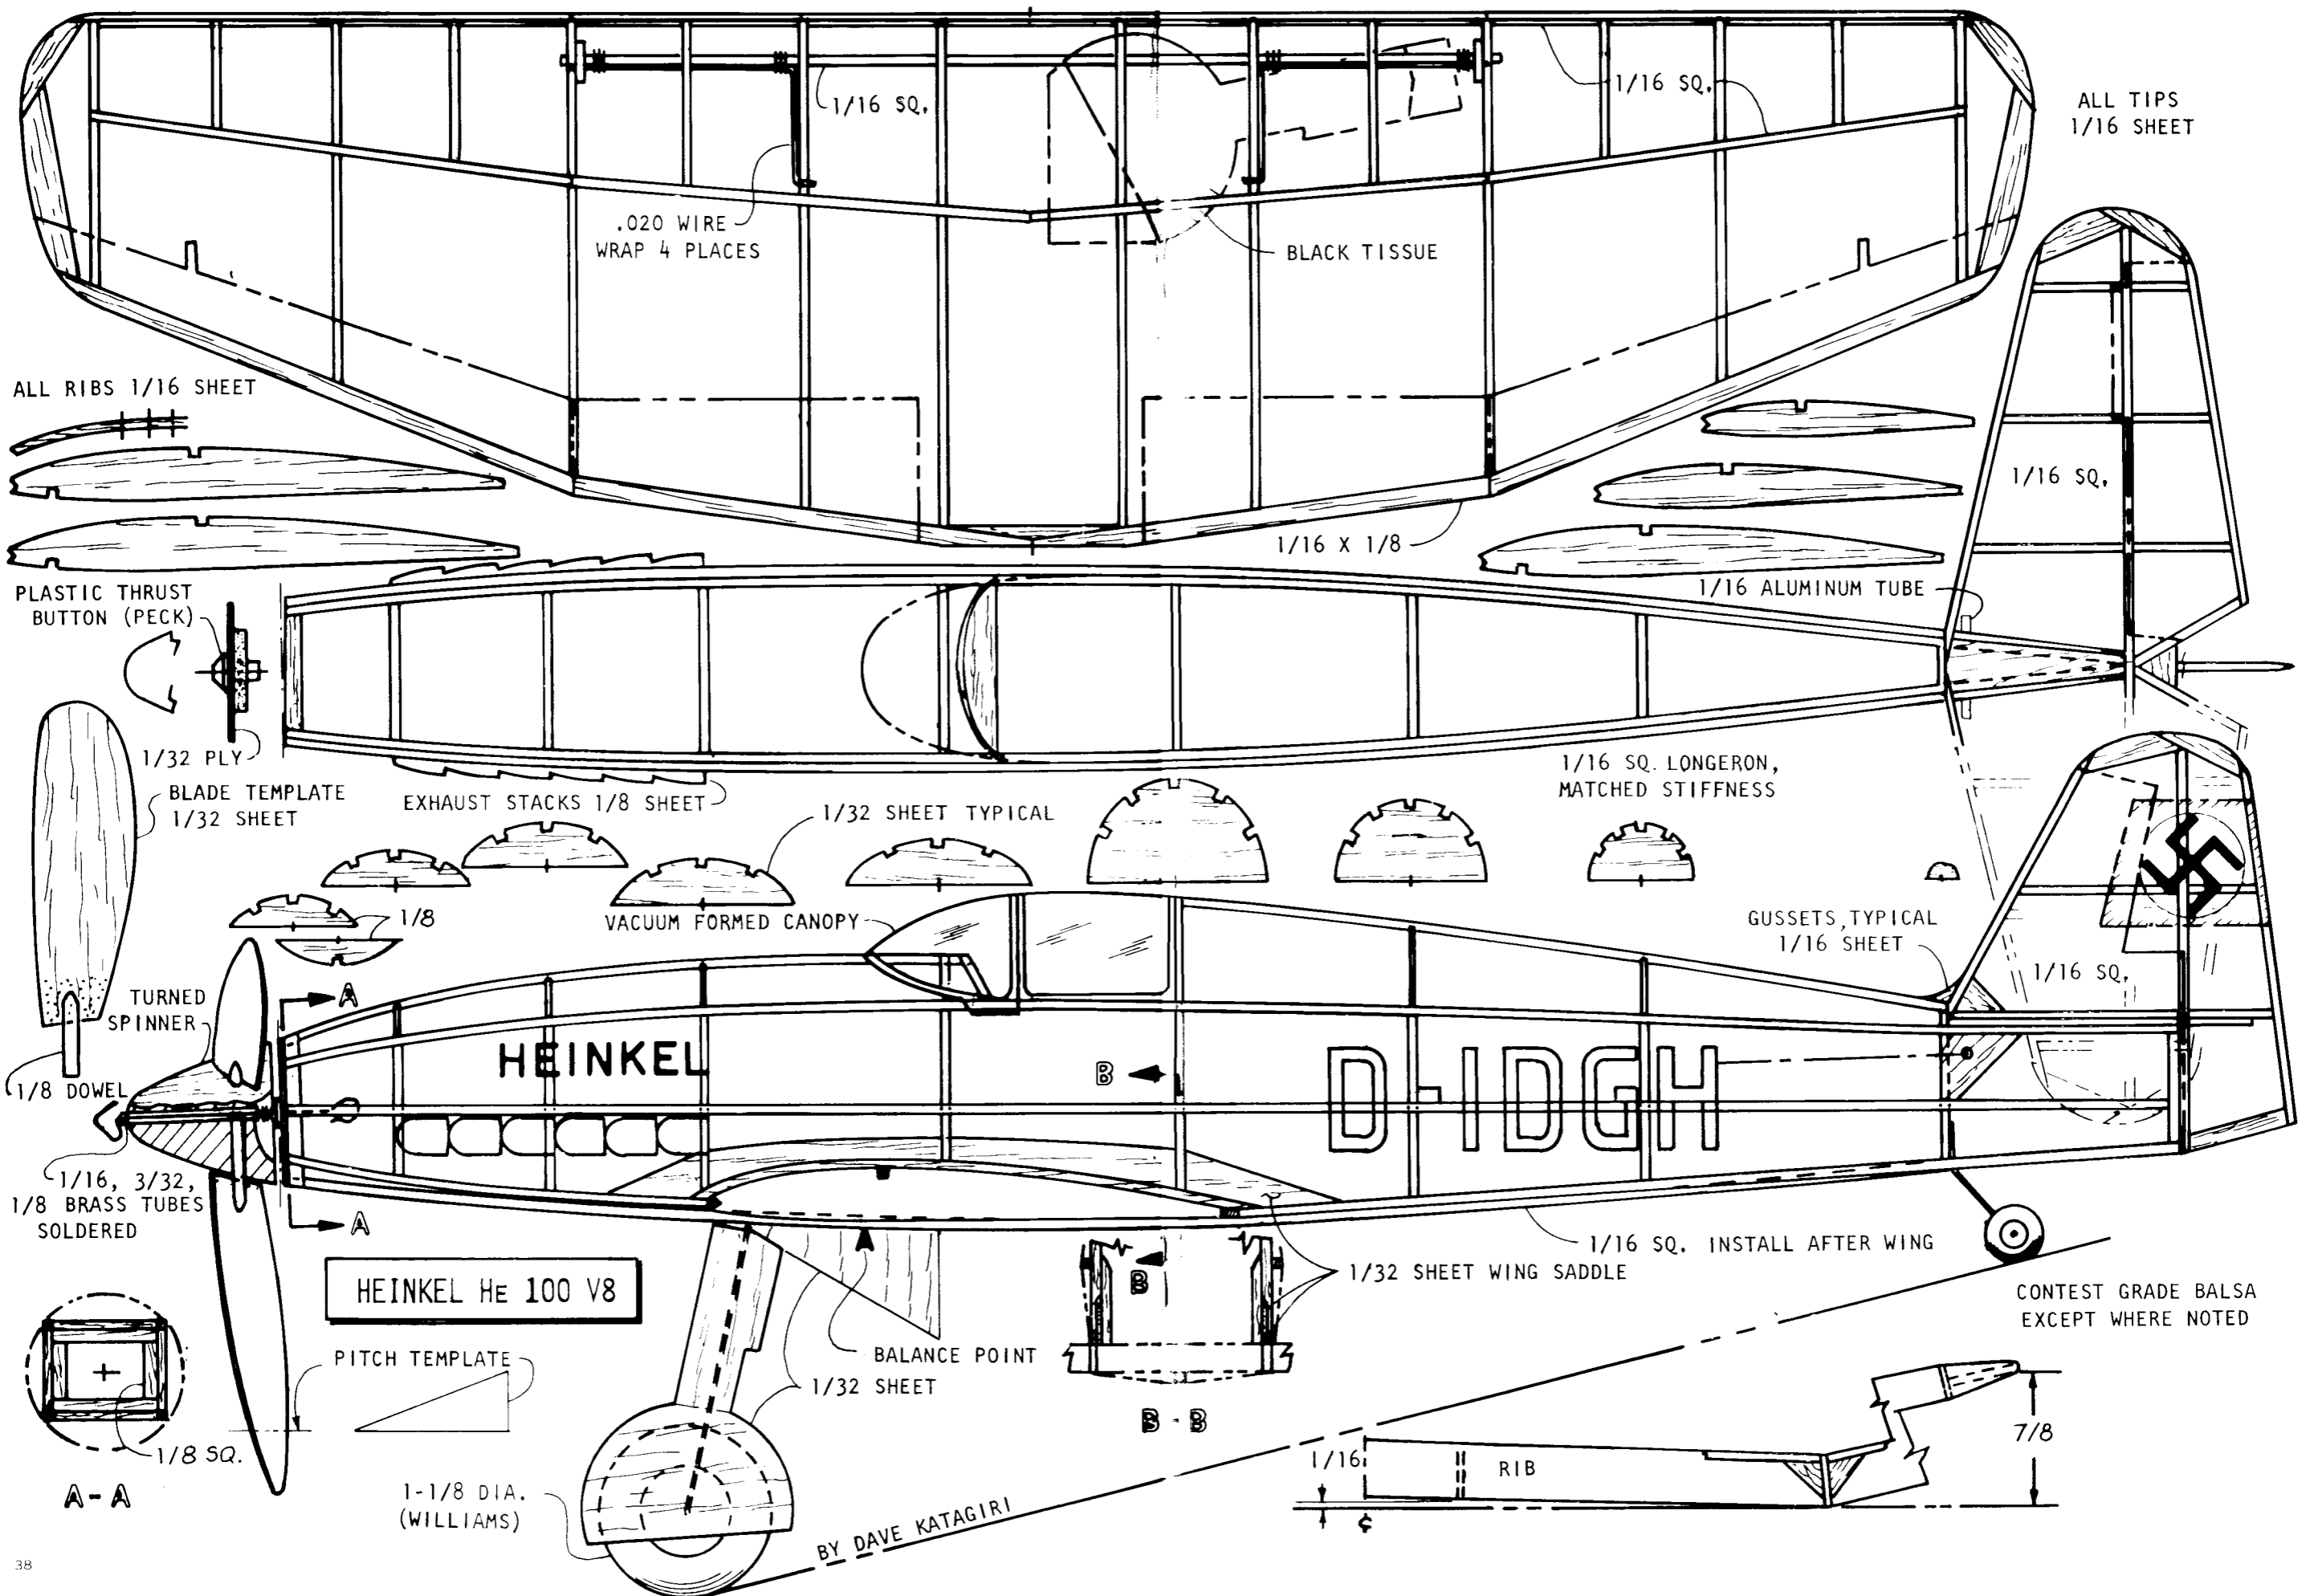 1/16 SQ.
1/16 SQ.
ALL TIPS
1/16 SHEET
.020 WIRE
WRAP 4 PLACES
BLACK TISSUE
ALL RIBS 1/16 SHEET
1/16 SQ.
1/16 X 1/8
PLASTIC THRUST
BUTTON (PECK)
1/16 ALUMINUM TUBE
1/32 PLY
BLADE TEMPLATE
1/32 SHEET
EXHAUST STACKS 1/8 SHEET
1/16 SQ. LONGERON,
MATCHED STIFFNESS
1/32 SHEET TYPICAL
1/8
VACUUM FORMED CANOPY
GUSSETS, TYPICAL
1/16 SHEET
1/16 SQ.
TURNED
SPINNER
A
HEINKEL
B
D-IDGH
1/8 DOWEL
1/16, 3/32,
1/8 BRASS TUBES
SOLDERED
A
1/16 SQ. INSTALL AFTER WING
B
1/32 SHEET WING SADDLE
HEINKEL HE 100 V8
CONTEST GRADE BALSA
EXCEPT WHERE NOTED
PITCH TEMPLATE
BALANCE POINT
1/32 SHEET
B-B
1/8 SQ.
A-A
1/16
RIB
7/8
1-1/8 DIA.
(WILLIAMS)
BY DAVE KATAGIRI
38